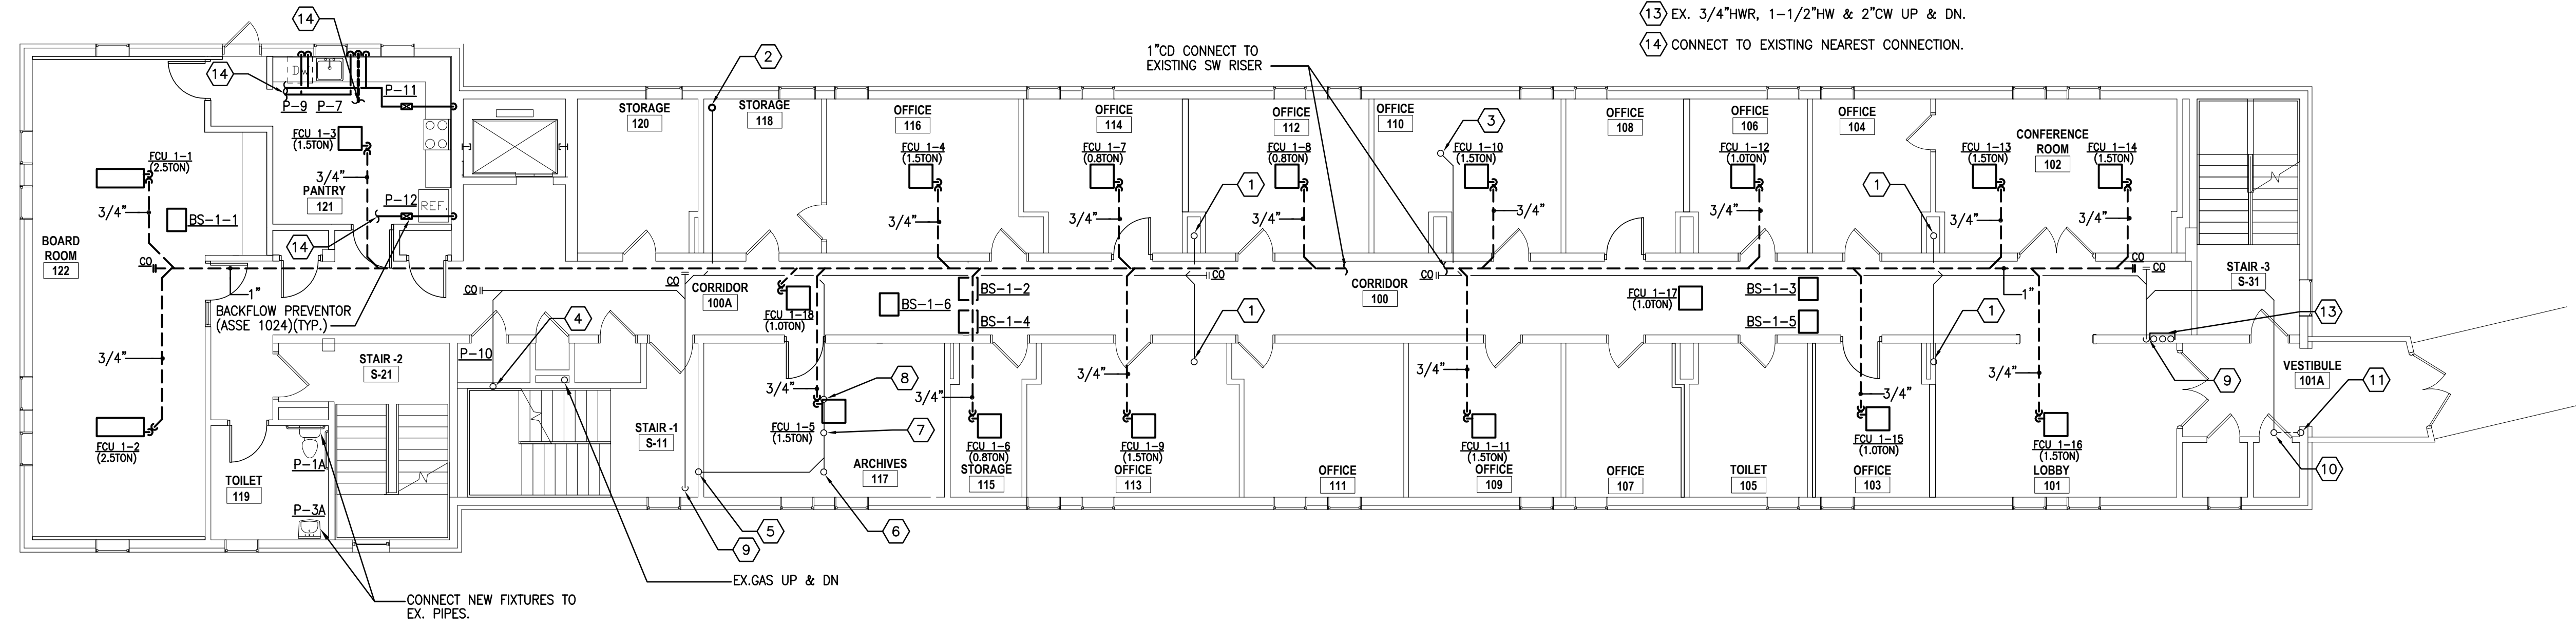 13 EX. 3/4"HWR, 1-1/2"HW & 2"CW UP & DN.
14 CONNECT TO EXISTING NEAREST CONNECTION.
14
2
1"CD CONNECT TO
EXISTING SW RISER
14
D
W
P-11
P-9
P-7
FCU 1-3
(1.5TON)
STORAGE
120
STORAGE
118
OFFICE
116
OFFICE
114
OFFICE
112
OFFICE
110
3
OFFICE
108
OFFICE
106
OFFICE
104
CONFERENCE
ROOM
102
FCU 1-1
(2.5TON)
FCU 1-4
(1.5TON)
FCU 1-7
(0.8TON)
FCU 1-8
(0.8TON)
FCU 1-10
(1.5TON)
FCU 1-12
(1.0TON)
FCU 1-13
(1.5TON)
FCU 1-14
(1.5TON)
3/4"
PANTRY
121
P-12
REF.
1
1
3/4"
BS-1-1
3/4"
3/4"
3/4"
3/4"
3/4"
3/4"
3/4"
14
BOARD
ROOM
122
CO
1"
BACKFLOW PREVENTOR
(ASSE 1024)(TYP.)
CO
CO
CORRIDOR
100A
FCU 1-18
(1.0TON)
BS-1-6
BS-1-2
BS-1-4
CO
CORRIDOR
100
CO
FCU 1-17
(1.0TON)
BS-1-3
BS-1-5
1"
CO
STAIR -3
S-31
4
1
1
13
3/4"
STAIR -2
S-21
P-10
3/4"
8
3/4"
3/4"
3/4"
3/4"
3/4"
9
VESTIBULE
101A
11
FCU 1-2
(2.5TON)
STAIR -1
S-11
FCU 1-5
(1.5TON)
7
FCU 1-6
(0.8TON)
FCU 1-9
(1.5TON)
FCU 1-11
(1.5TON)
FCU 1-15
(1.0TON)
FCU 1-16
(1.5TON)
P-1A
TOILET
119
P-3A
ARCHIVES
117
STORAGE
115
OFFICE
113
OFFICE
111
OFFICE
109
OFFICE
107
TOILET
105
OFFICE
103
LOBBY
101
10
5
6
9
EX.GAS UP & DN
CONNECT NEW FIXTURES TO
EX. PIPES.